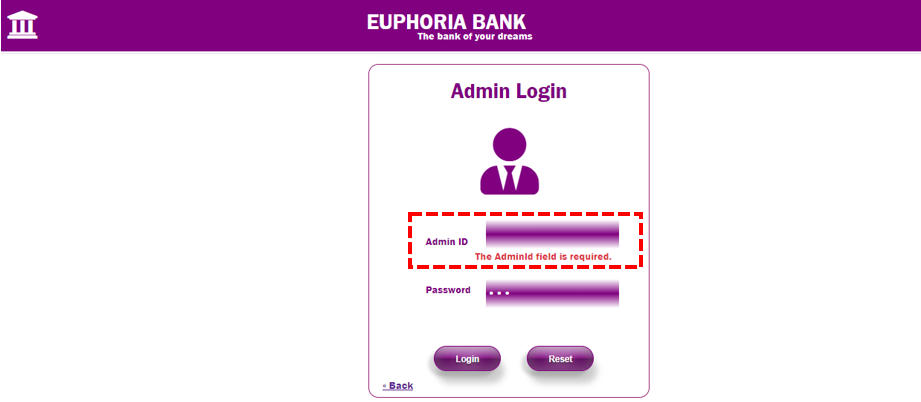 EUPHORIA BANK
The bank of your dreams
Admin Login
Admin ID
The AdminId field is required.
Password
Login Reset
< Back